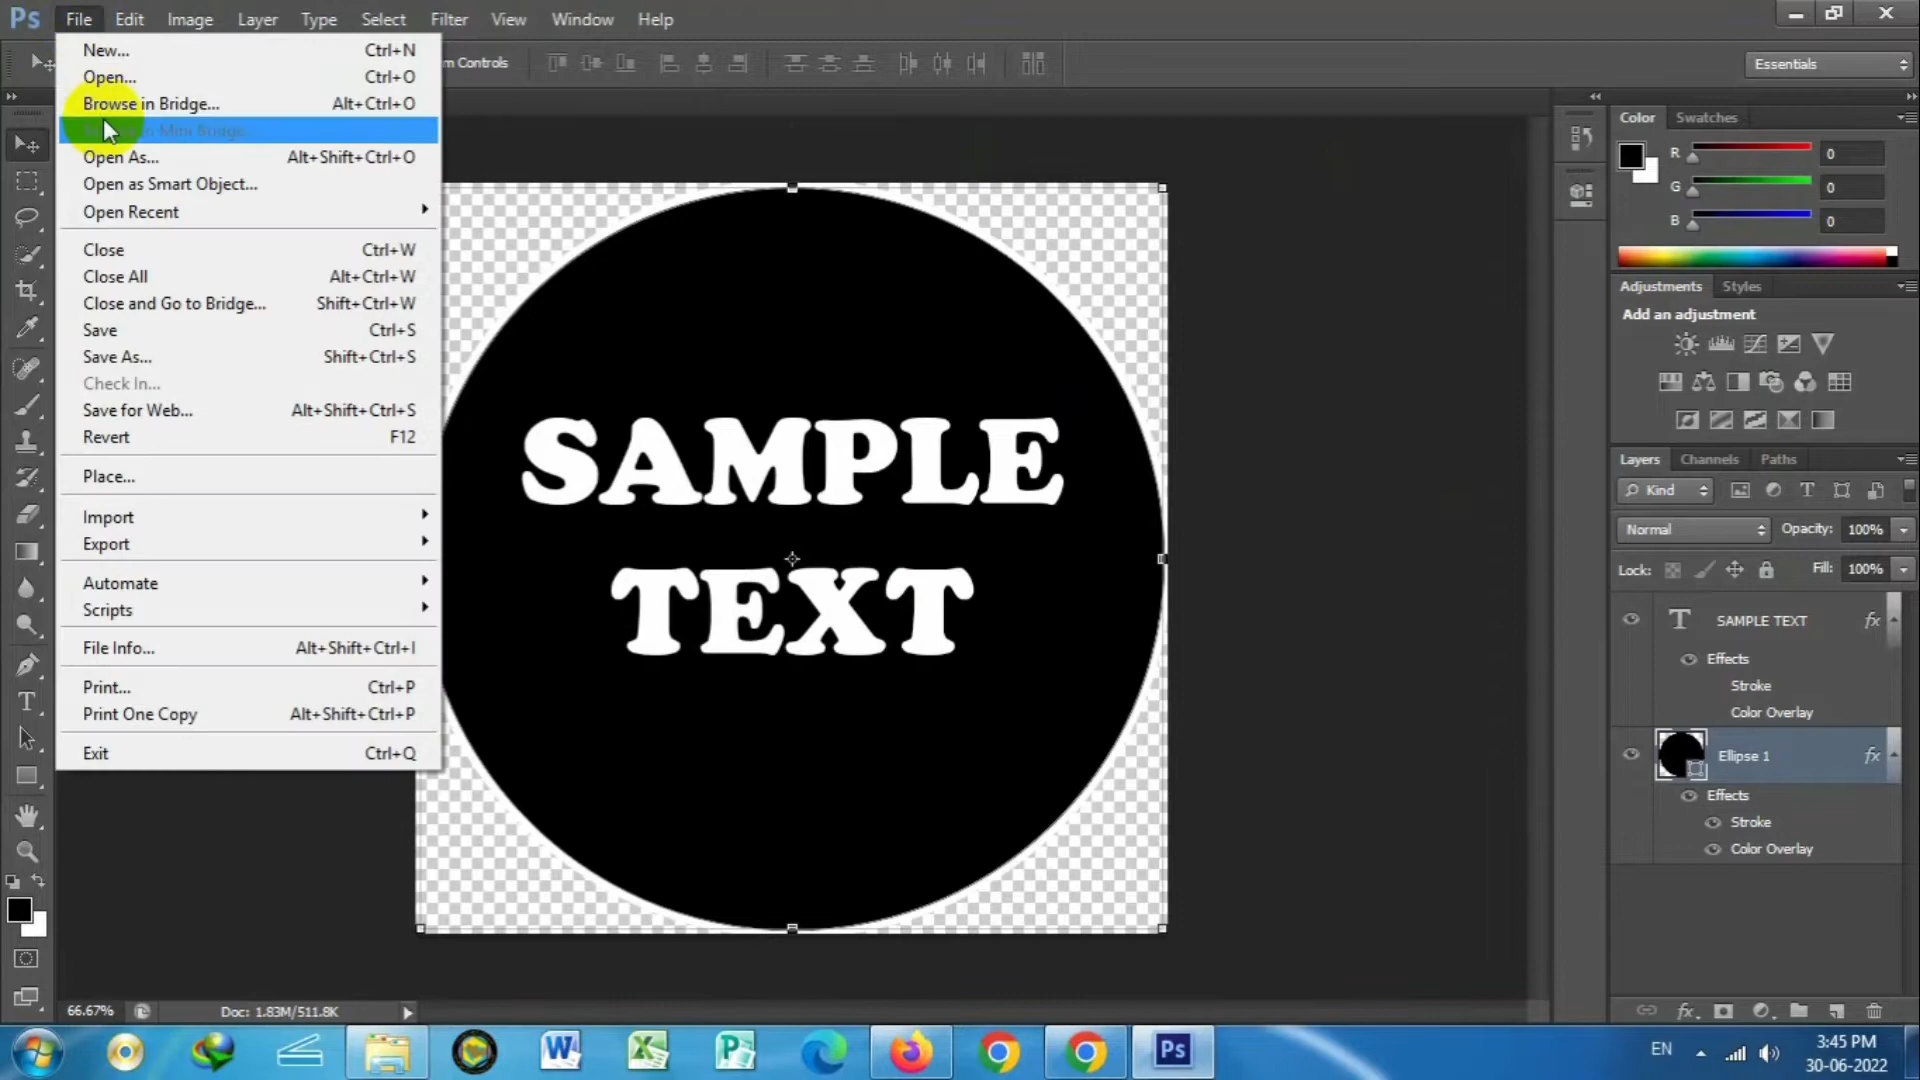 Ps File Edit Image Layer Type Select Filter View Window Help
m Controls Essentials
New... Ctrl+N
Open... Ctrl+O
Browse in Bridge... Alt+Ctrl+O
in Mini Bridge...
Open As... Alt+Shift+Ctrl+O
Open as Smart Object...
Open Recent
Close Ctrl+W
Close All Alt+Ctrl+W
Close and Go to Bridge... Shift+Ctrl+W
Save Ctrl+S
Save As... Shift+Ctrl+S
Check In...
Save for Web... Alt+Shift+Ctrl+S
Revert F12
Place...
Import
Export
Automate
Scripts
File Info... Alt+Shift+Ctrl+I
Print... Ctrl+P
Print One Copy Alt+Shift+Ctrl+P
Exit Ctrl+Q
SAMPLE
TEXT
Color Swatches
R 0
G 0
B 0
Adjustments Styles
Add an adjustment
Layers Channels Paths
Kind
Normal Opacity: 100%
Lock: Fill: 100%
T SAMPLE TEXT fx
Effects
Stroke
Color Overlay
Ellipse 1 fx
Effects
Stroke
Color Overlay
66.67% Doc: 1.83M/511.8K
Ps
EN
3:45 PM
30-06-2022